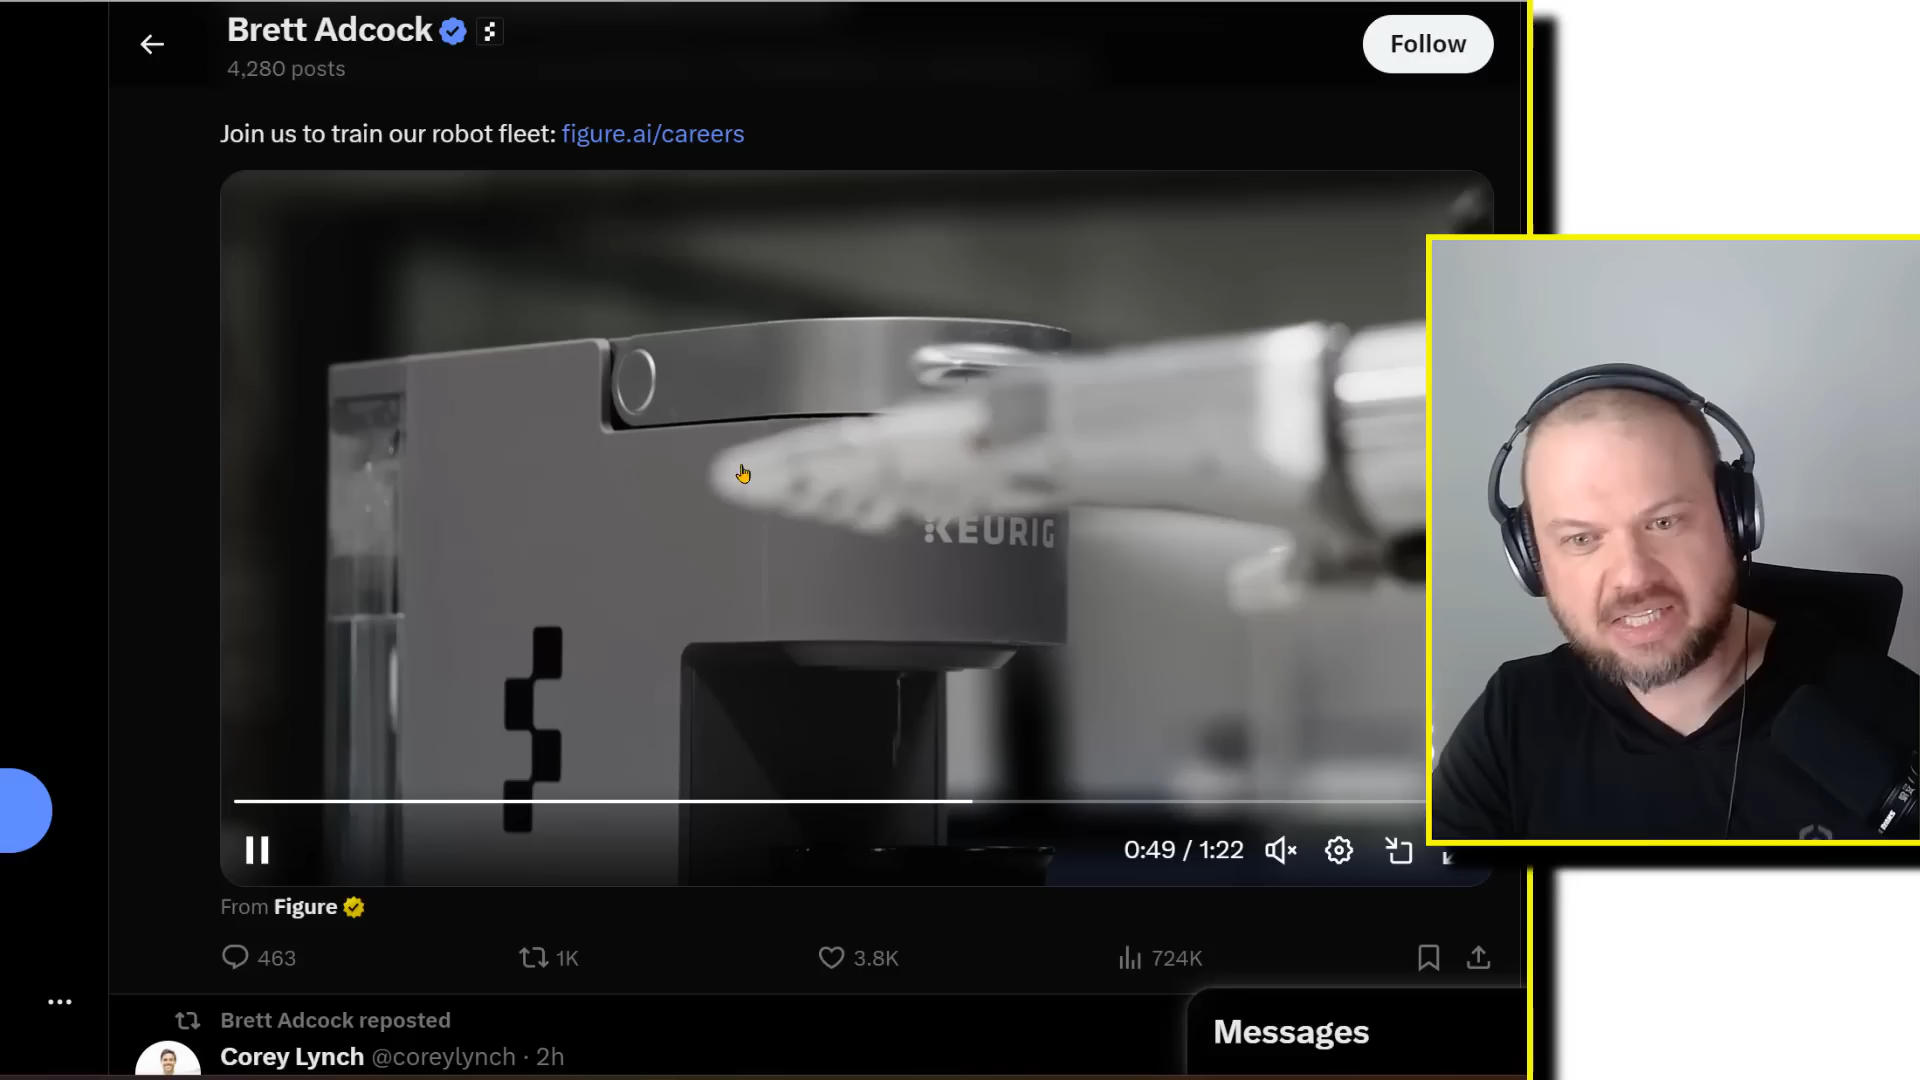 Brett Adcock
4,280 posts
Follow
Join us to train our robot fleet: figure.ai/careers
KEURIG
0:49 / 1:22
From Figure
463
1K
3.8K
724K
Brett Adcock reposted
Messages
Corey Lynch @coreylynch · 2h